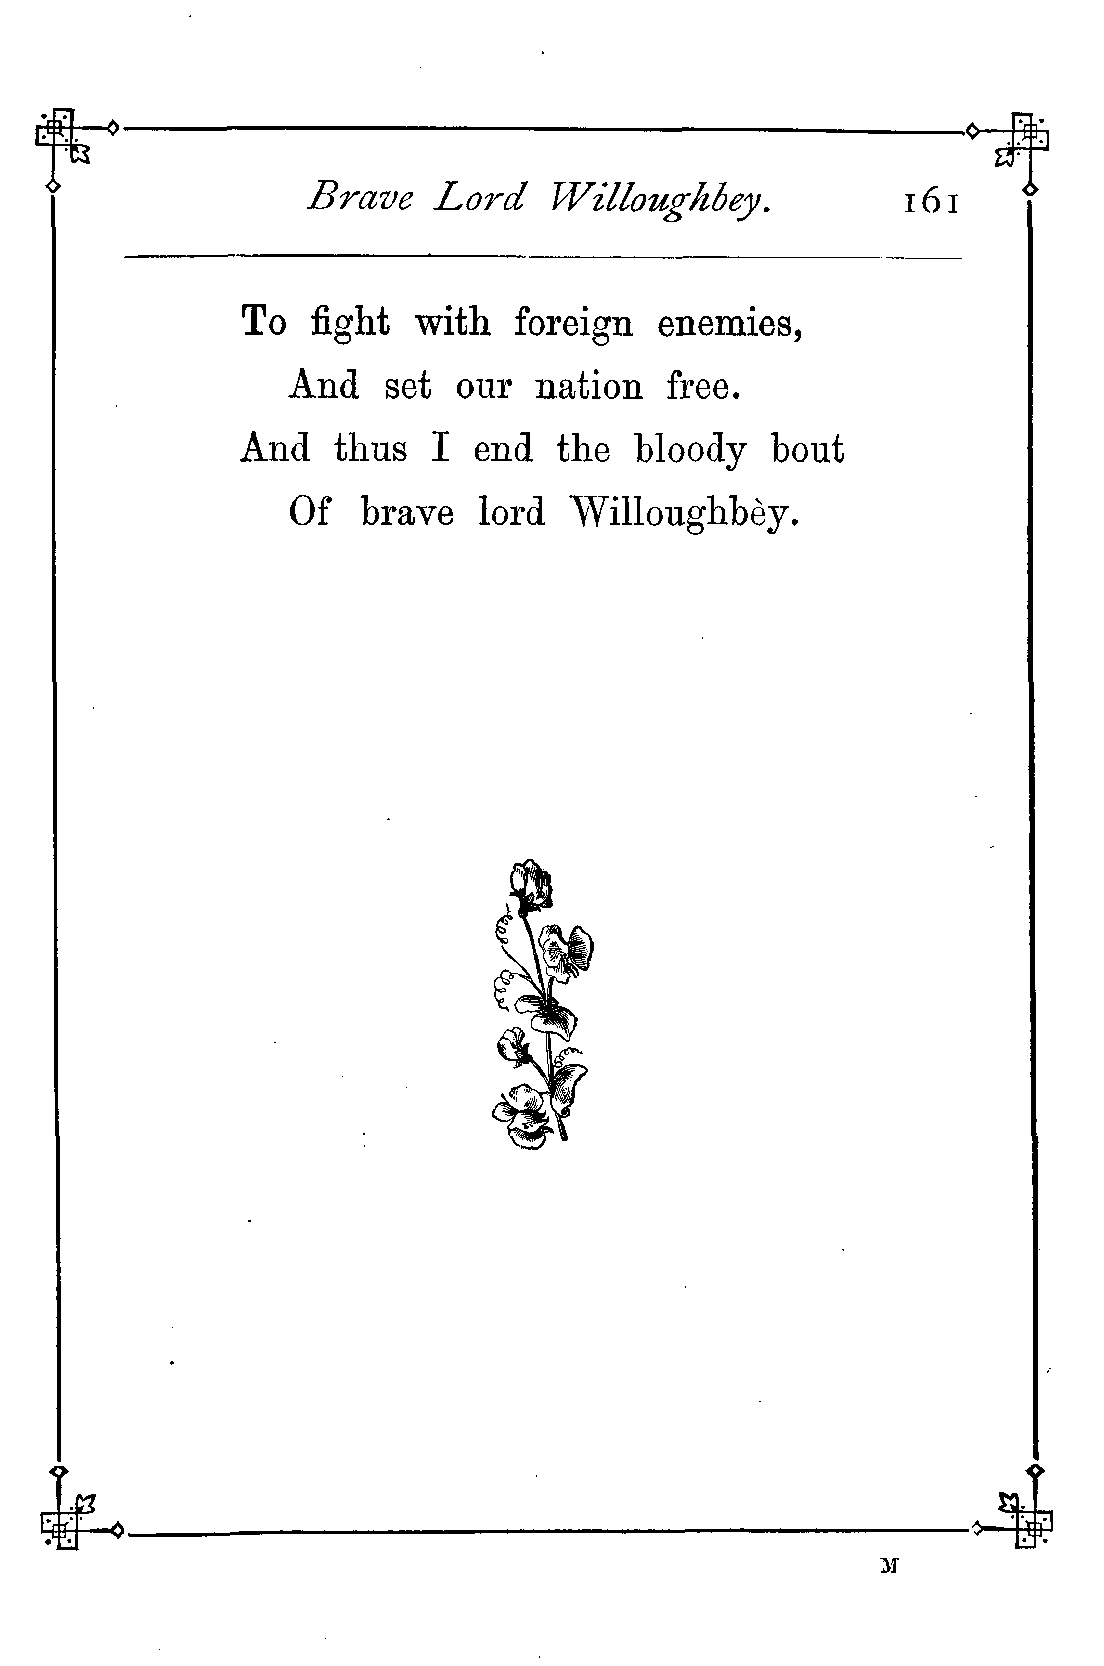 Brave Lord Willoughbey. 161
To fight with foreign enemies,
And set our nation free.
And thus I end the bloody bout
Of brave lord Willoughbèy.
M